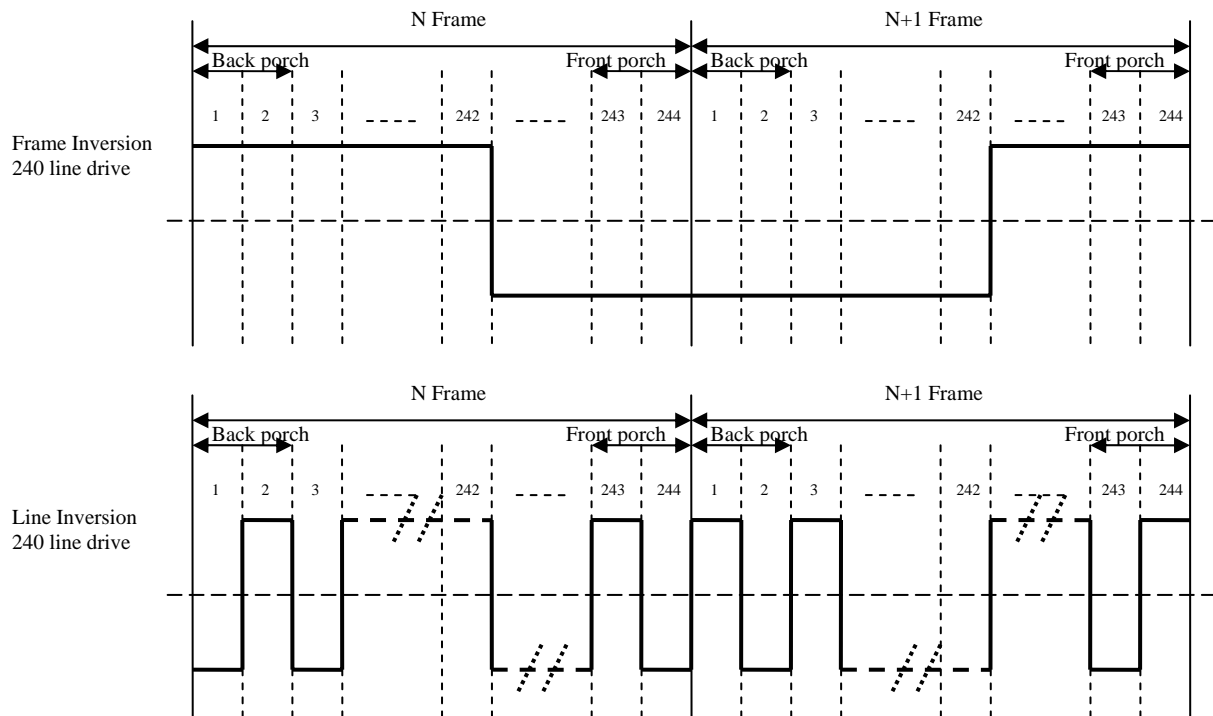 N Frame N+1 Frame
Back porch Front porch Back porch Front porch
1 2 3 ----- 242 ----- 243 244 1 2 3 ----- 242 ----- 243 244
Frame Inversion
240 line drive
N Frame N+1 Frame
Back porch Front porch Back porch Front porch
1 2 3 ----- 242 ----- 243 244 1 2 3 ----- 242 ----- 243 244
Line Inversion
240 line drive